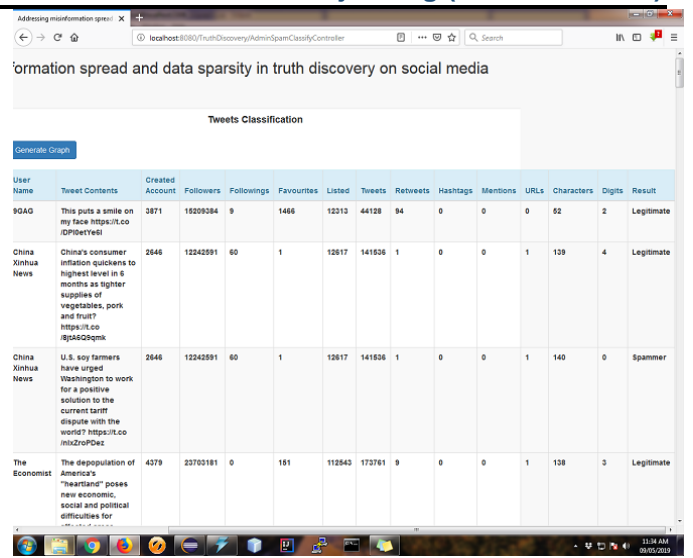 Addressing misinformation spread
localhost:8080/TruthDiscovery/AdminSpamClassifyController
Search
formation spread and data sparsity in truth discovery on social media
Tweets Classification
Generate Graph
User Name Tweet Contents Created Account Followers Followings Favourites Listed Tweets Retweets Hashtags Mentions URLs Characters Digits Result
9GAG This puts a smile on 3871 15209384 9 1466 12313 44128 94 0 0 0 52 2 Legitimate
my face https://t.co
/DPl0etYe6l
China China's consumer 2646 12242591 60 1 12617 141536 1 0 0 1 139 4 Legitimate
Xinhua inflation quickens to
News highest level in 6
months as tighter
supplies of
vegetables, pork
and fruit?
https://t.co
/8jtA6Q9qmk
China U.S. soy farmers 2646 12242591 60 1 12617 141536 1 0 0 1 140 0 Spammer
Xinhua have urged
News Washington to work
for a positive
solution to the
current tariff
dispute with the
world? https://t.co
/nIxZroPDez
The The depopulation of 4379 23703181 0 151 112543 173761 9 0 0 1 138 3 Legitimate
Economist America's
"heartland" poses
new economic,
social and political
difficulties for
11:34 AM
09/05/2019